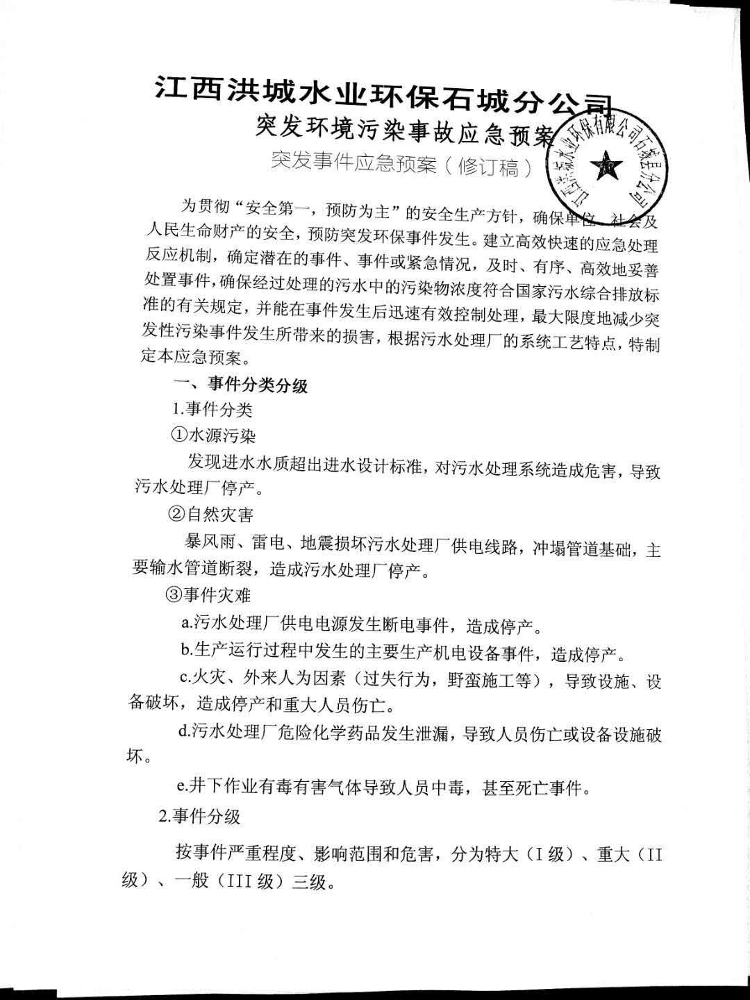 江西洪城水业环保石城分公司
突发环境污染事故应急预案
突发事件应急预案（修订稿）
江西洪城水业环保有限公司石城县分公司
为贯彻“安全第一，预防为主”的安全生产方针，确保单位、社会及
人民生命财产的安全，预防突发环保事件发生。建立高效快速的应急处理
反应机制，确定潜在的事件、事件或紧急情况，及时、有序、高效地妥善
处置事件，确保经过处理的污水中的污染物浓度符合国家污水综合排放标
准的有关规定，并能在事件发生后迅速有效控制处理，最大限度地减少突
发性污染事件发生所带来的损害，根据污水处理厂的系统工艺特点，特制
定本应急预案。
一、事件分类分级
1.事件分类
①水源污染
发现进水水质超出进水设计标准，对污水处理系统造成危害，导致
污水处理厂停产。
②自然灾害
暴风雨、雷电、地震损坏污水处理厂供电线路，冲塌管道基础，主
要输水管道断裂，造成污水处理厂停产。
③事件灾难
a.污水处理厂供电电源发生断电事件，造成停产。
b.生产运行过程中发生的主要生产机电设备事件，造成停产。
c.火灾、外来人为因素（过失行为，野蛮施工等），导致设施、设
备破坏，造成停产和重大人员伤亡。
d.污水处理厂危险化学药品发生泄漏，导致人员伤亡或设备设施破
坏。
e.井下作业有毒有害气体导致人员中毒，甚至死亡事件。
2.事件分级
按事件严重程度、影响范围和危害，分为特大（I 级）、重大（II
级）、一般（III 级）三级。